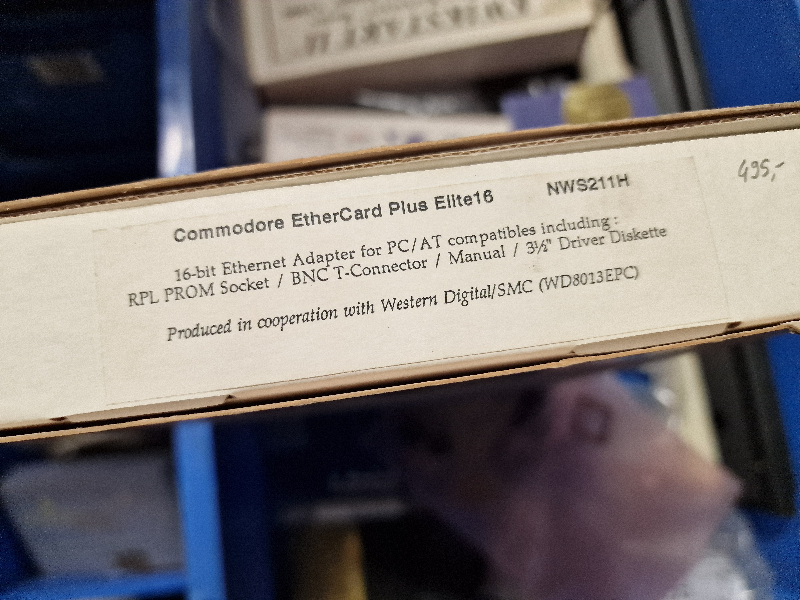 Commodore EtherCard Plus Elite16 NWS211H
495,-
16-bit Ethernet Adapter for PC/AT compatibles including:
RPL PROM Socket / BNC T-Connector / Manual / 3½" Driver Diskette
Produced in cooperation with Western Digital/SMC (WD8013EPC)